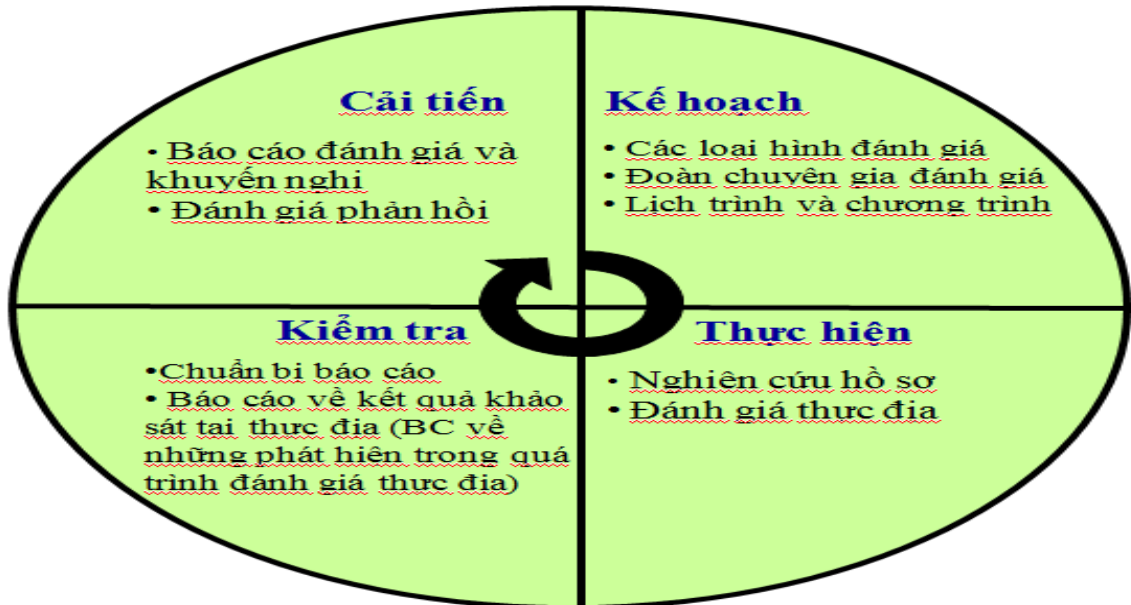 Cải tiến
• Báo cáo đánh giá và
khuyến nghị
• Đánh giá phản hồi
Kế hoạch
• Các loại hình đánh giá
• Đoàn chuyên gia đánh giá
• Lịch trình và chương trình
Kiểm tra
•Chuẩn bị báo cáo
• Báo cáo về kết quả khảo
sát tại thực địa (BC về
những phát hiện trong quá
trình đánh giá thực địa)
Thực hiện
• Nghiên cứu hồ sơ
• Đánh giá thực địa